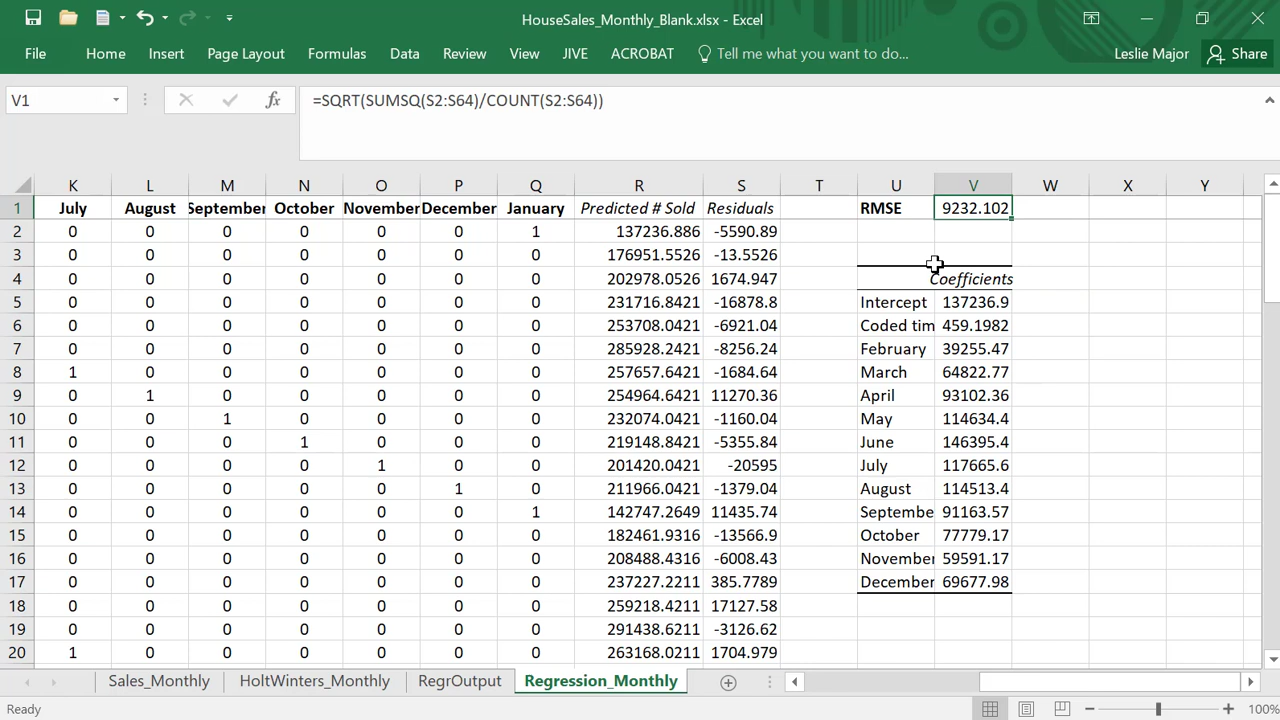 HouseSales_Monthly_Blank.xlsx - Excel
File Home Insert Page Layout Formulas Data Review View JIVE ACROBAT Tell me what you want to do... Leslie Major Share
V1 fx =SQRT(SUMSQ(S2:S64)/COUNT(S2:S64))
K L M N O P Q R S T U V W X Y
1 July August September October November December January Predicted # Sold Residuals RMSE 9232.102
2 0 0 0 0 0 0 1 137236.886 -5590.89
3 0 0 0 0 0 0 0 176951.5526 -13.5526
4 0 0 0 0 0 0 0 202978.0526 1674.947 Coefficients
5 0 0 0 0 0 0 0 231716.8421 -16878.8 Intercept 137236.9
6 0 0 0 0 0 0 0 253708.0421 -6921.04 Coded tim 459.1982
7 0 0 0 0 0 0 0 285928.2421 -8256.24 February 39255.47
8 1 0 0 0 0 0 0 257657.6421 -1684.64 March 64822.77
9 0 1 0 0 0 0 0 254964.6421 11270.36 April 93102.36
10 0 0 1 0 0 0 0 232074.0421 -1160.04 May 114634.4
11 0 0 0 1 0 0 0 219148.8421 -5355.84 June 146395.4
12 0 0 0 0 1 0 0 201420.0421 -20595 July 117665.6
13 0 0 0 0 0 1 0 211966.0421 -1379.04 August 114513.4
14 0 0 0 0 0 0 1 142747.2649 11435.74 Septembe 91163.57
15 0 0 0 0 0 0 0 182461.9316 -13566.9 October 77779.17
16 0 0 0 0 0 0 0 208488.4316 -6008.43 November 59591.17
17 0 0 0 0 0 0 0 237227.2211 385.7789 December 69677.98
18 0 0 0 0 0 0 0 259218.4211 17127.58
19 0 0 0 0 0 0 0 291438.6211 -3126.62
20 1 0 0 0 0 0 0 263168.0211 1704.979
Sales_Monthly HoltWinters_Monthly RegrOutput Regression_Monthly
Ready 100%